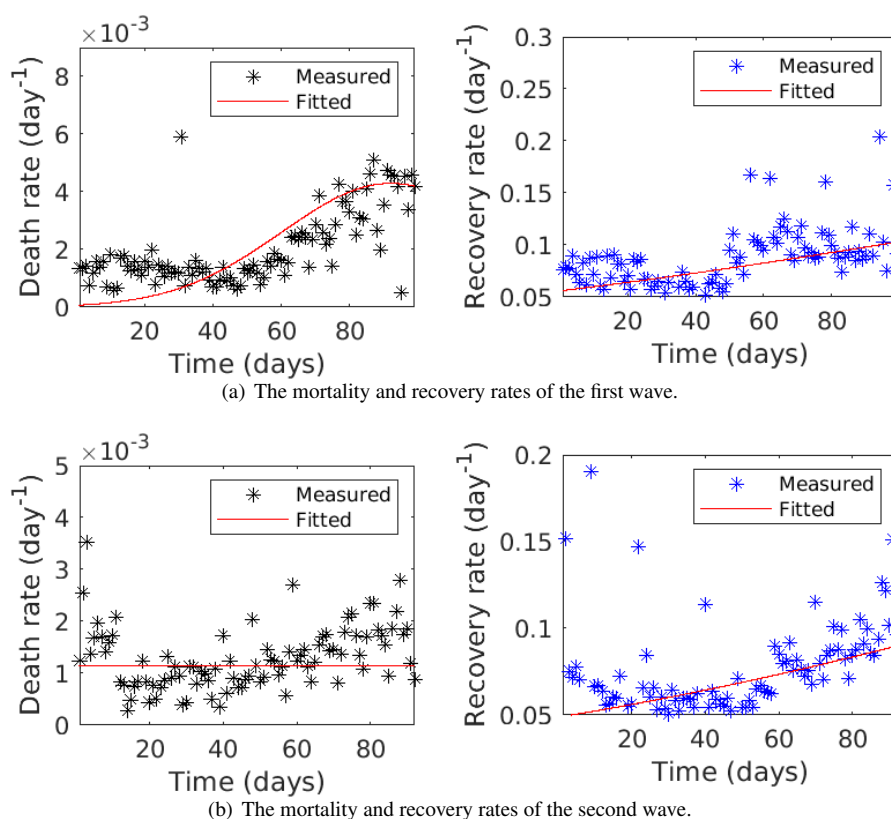 ×10⁻³
Death rate (day⁻¹)
8
6
4
2
0
20 40 60 80
Time (days)
Measured
Fitted
Recovery rate (day⁻¹)
0.3
0.25
0.2
0.15
0.1
0.05
20 40 60 80
Time (days)
Measured
Fitted
(a) The mortality and recovery rates of the first wave.
×10⁻³
Death rate (day⁻¹)
5
4
3
2
1
0
20 40 60 80
Time (days)
Measured
Fitted
Recovery rate (day⁻¹)
0.2
0.15
0.1
0.05
20 40 60 80
Time (days)
Measured
Fitted
(b) The mortality and recovery rates of the second wave.